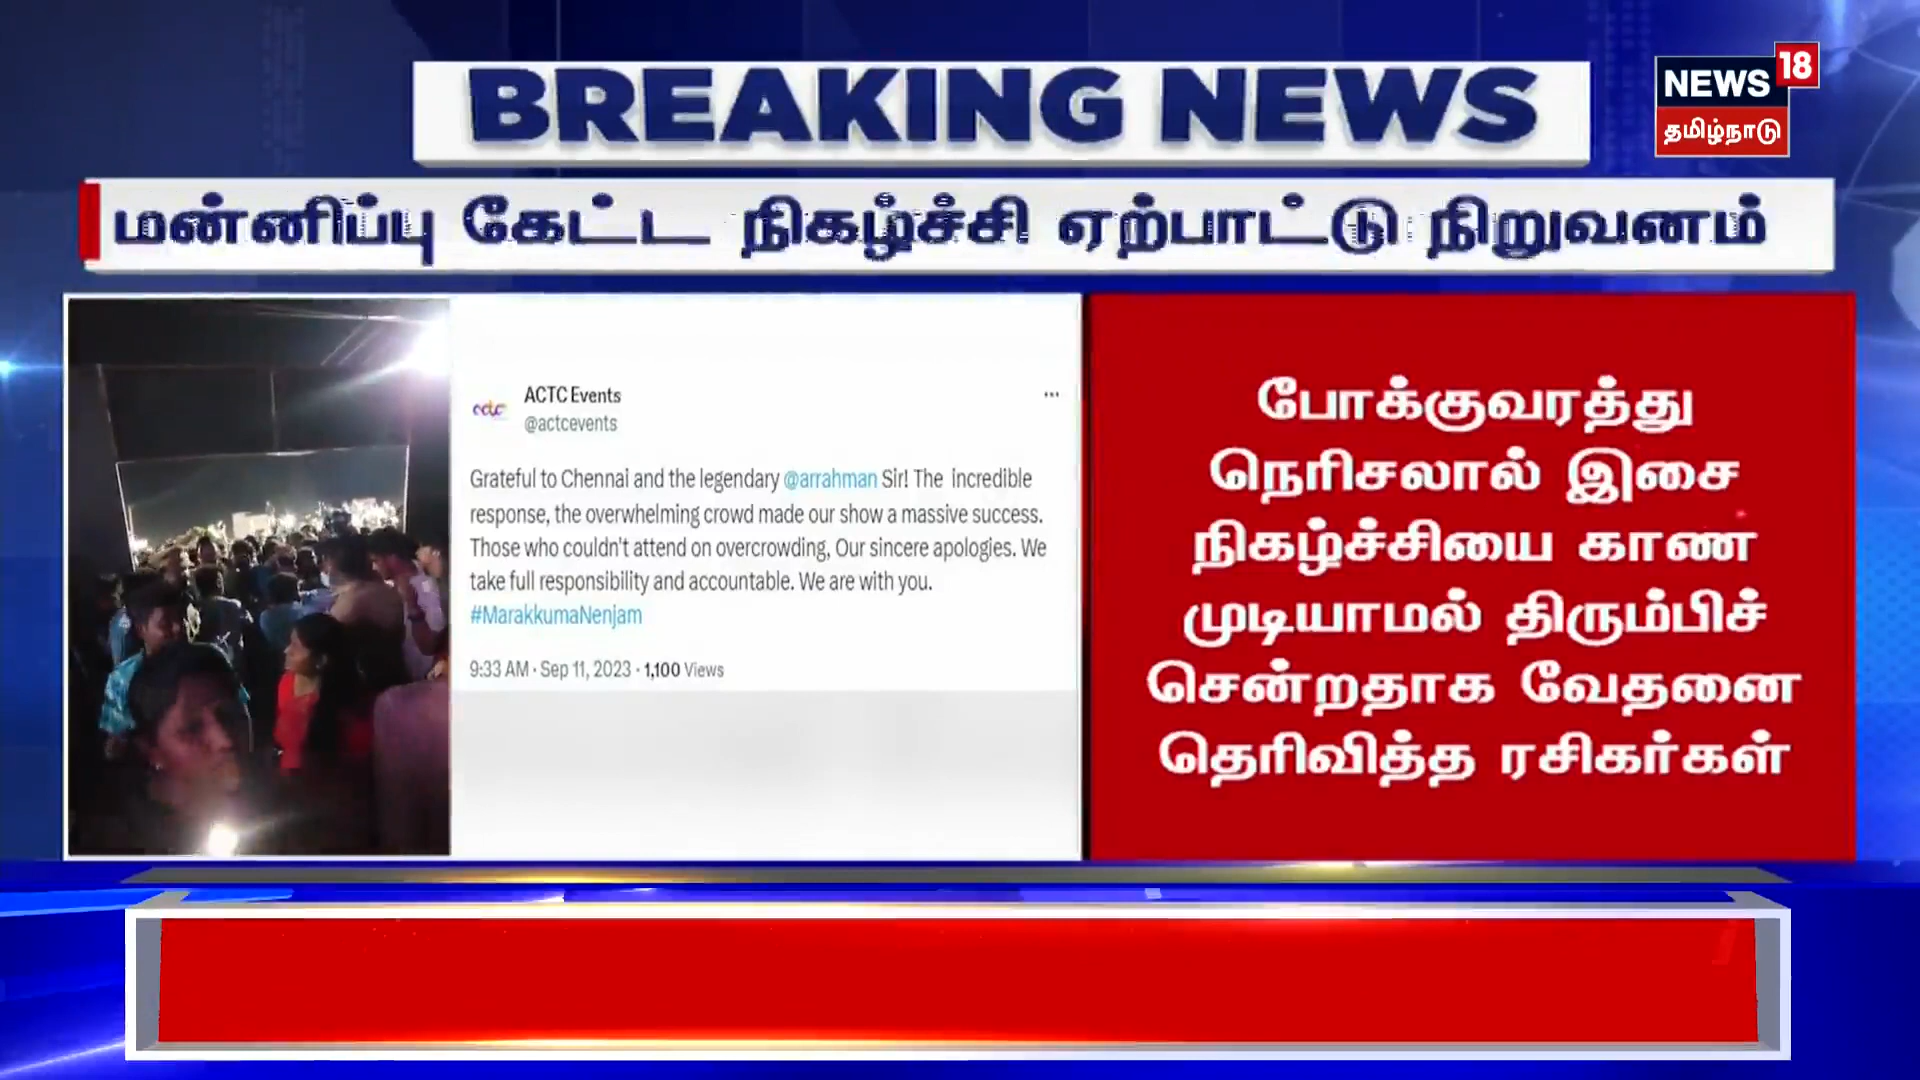 BREAKING NEWS
NEWS 18
தமிழ்நாடு
மன்னிப்பு கேட்ட நிகழ்ச்சி ஏற்பாட்டு நிறுவனம்
actc
ACTC Events
@actcevents
Grateful to Chennai and the legendary @arrahman Sir! The incredible
response, the overwhelming crowd made our show a massive success.
Those who couldn't attend on overcrowding, Our sincere apologies. We
take full responsibility and accountable. We are with you.
#MarakkumaNenjam
9:33 AM · Sep 11, 2023 · 1,100 Views
போக்குவரத்து
நெரிசலால் இசை
நிகழ்ச்சியை காண
முடியாமல் திரும்பிச்
சென்றதாக வேதனை
தெரிவித்த ரசிகர்கள்